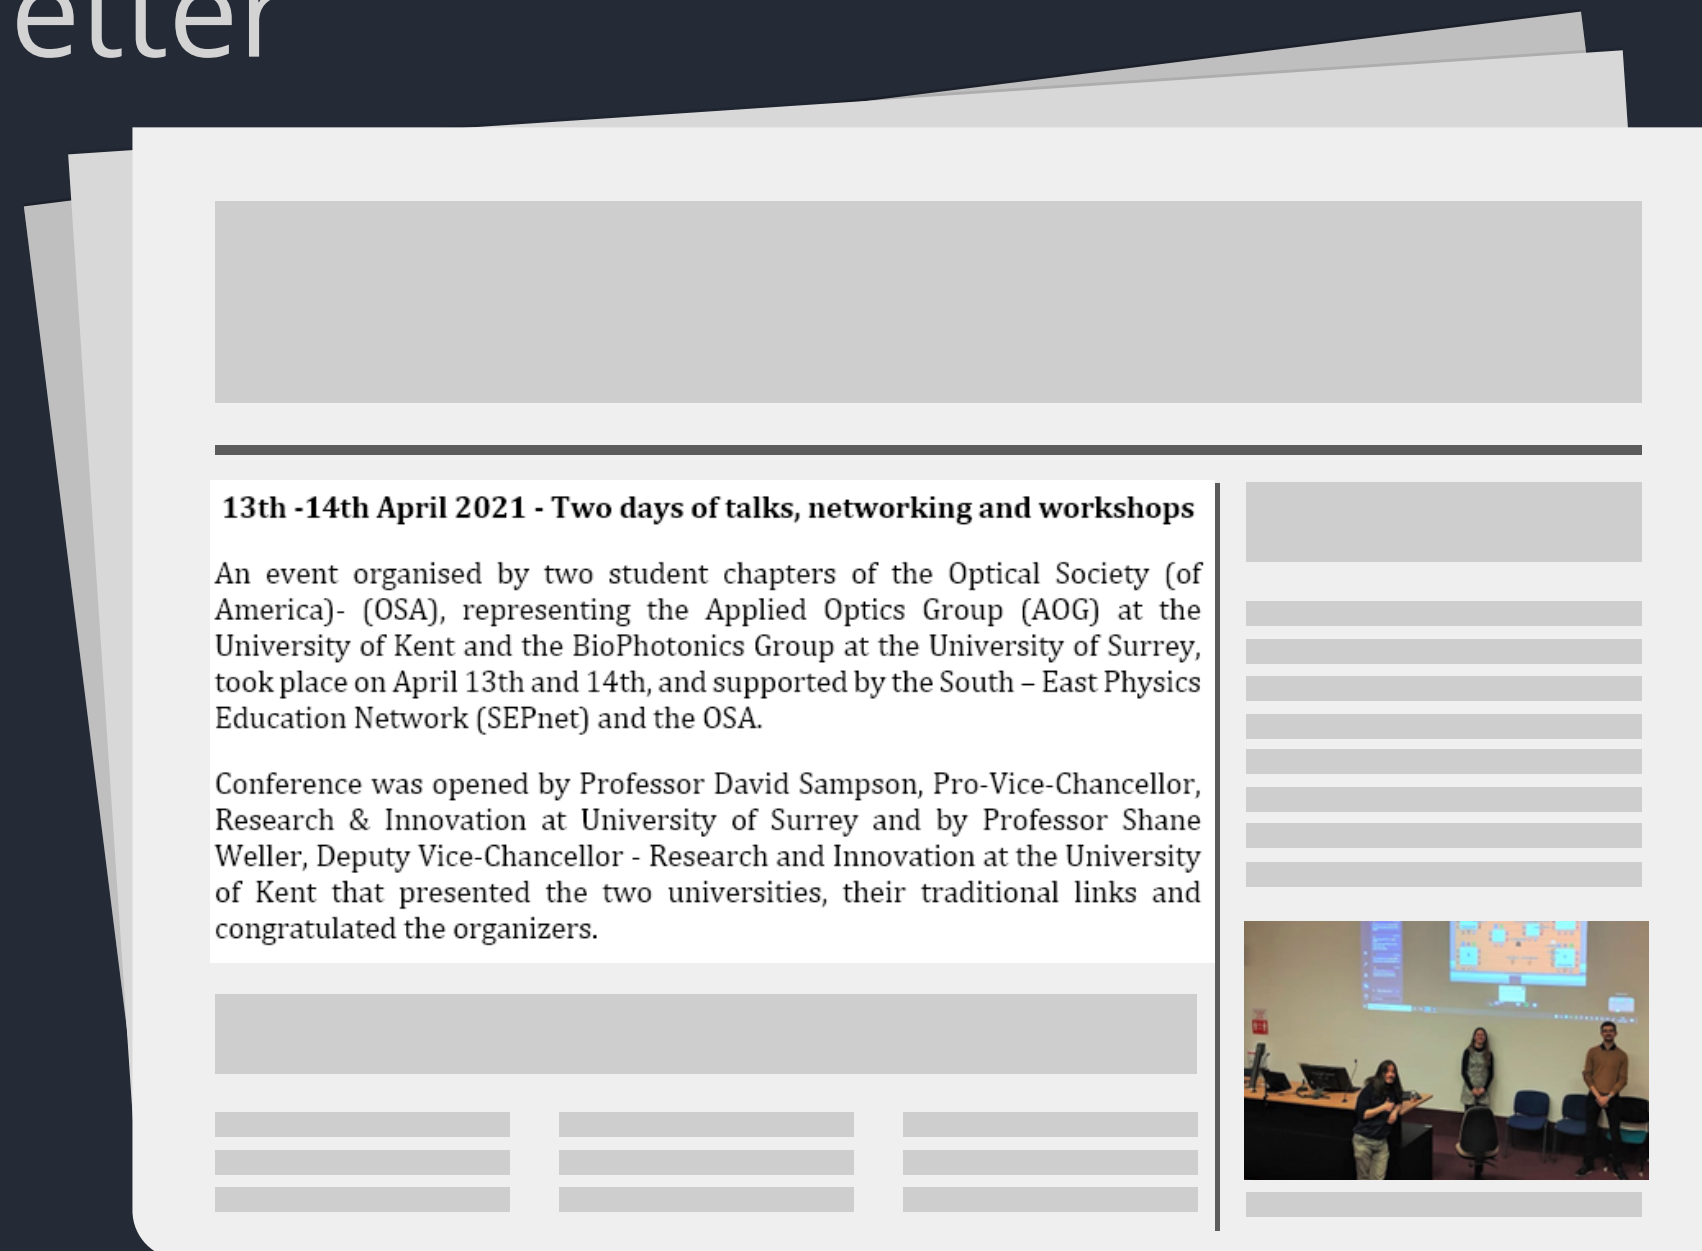 etter
13th -14th April 2021 - Two days of talks, networking and workshops
An event organised by two student chapters of the Optical Society (of
America)- (OSA), representing the Applied Optics Group (AOG) at the
University of Kent and the BioPhotonics Group at the University of Surrey,
took place on April 13th and 14th, and supported by the South – East Physics
Education Network (SEPnet) and the OSA.
Conference was opened by Professor David Sampson, Pro-Vice-Chancellor,
Research & Innovation at University of Surrey and by Professor Shane
Weller, Deputy Vice-Chancellor - Research and Innovation at the University
of Kent that presented the two universities, their traditional links and
congratulated the organizers.